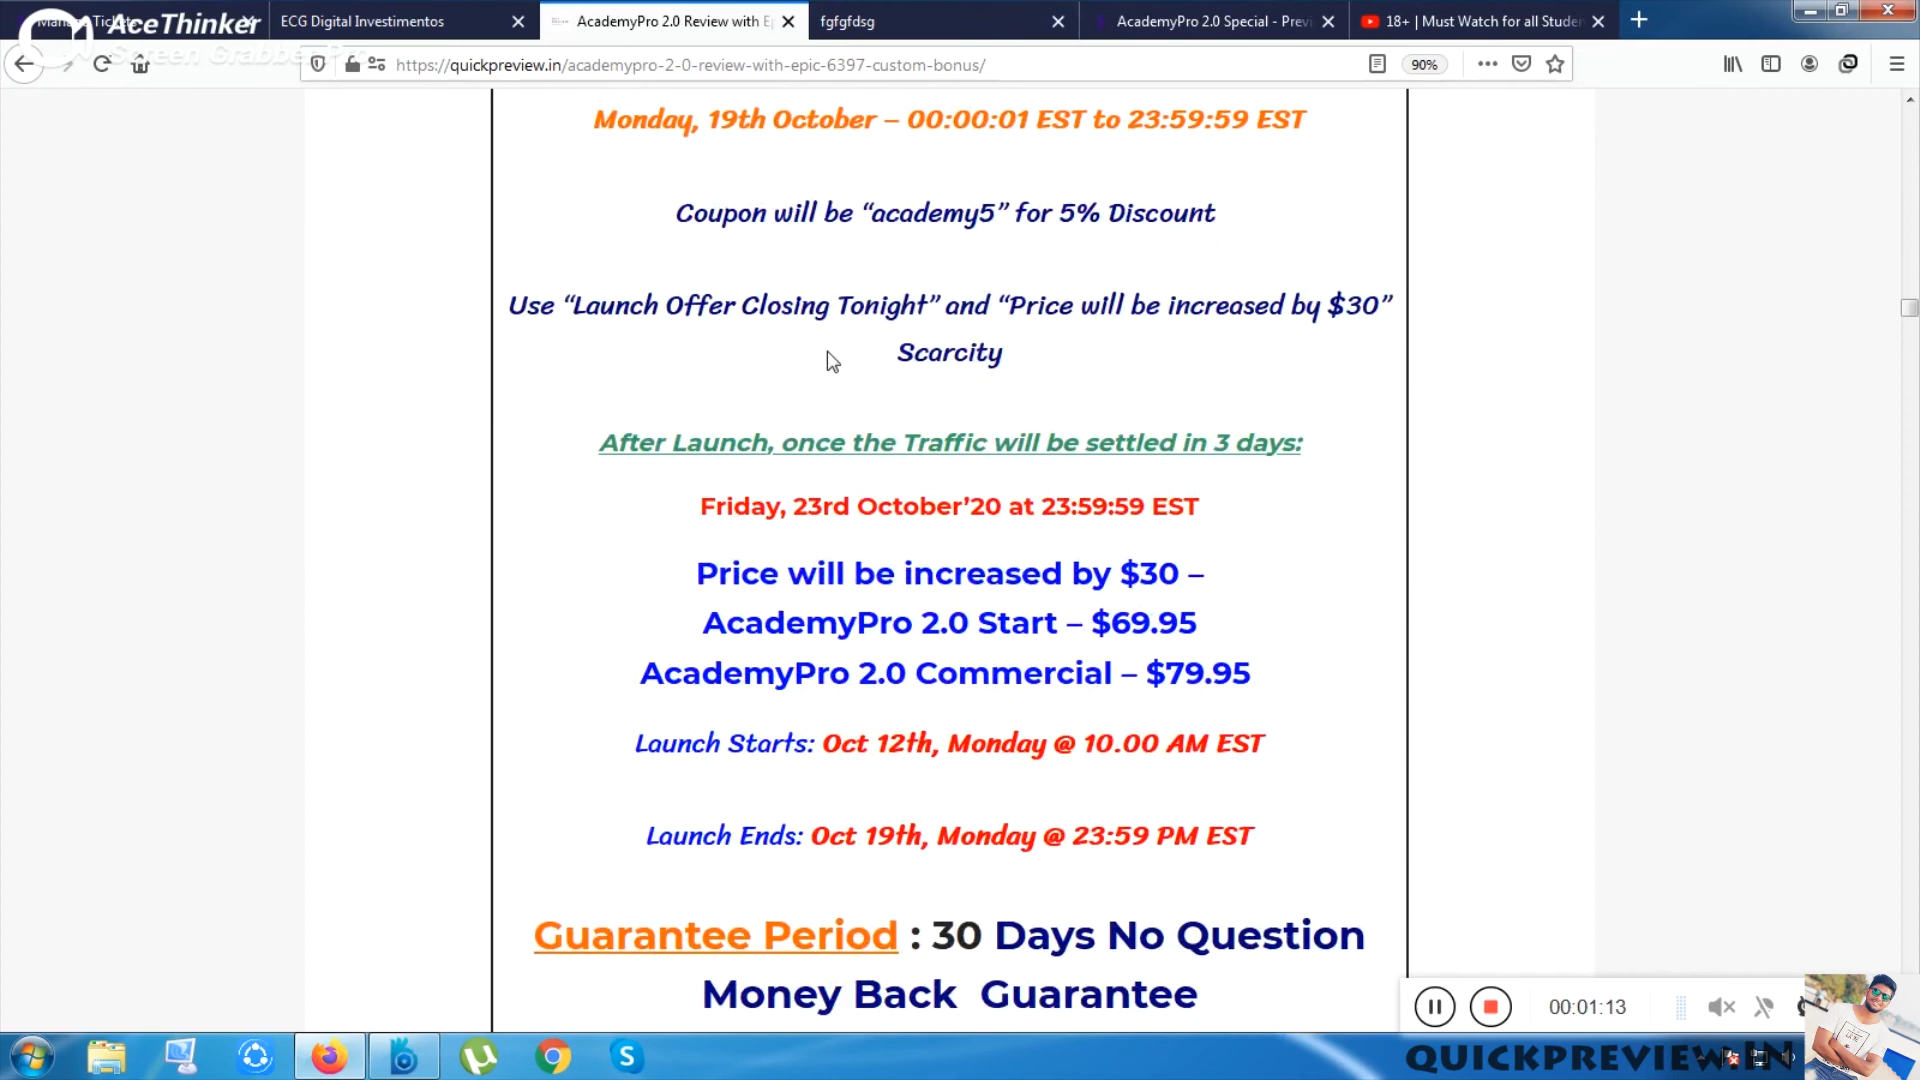 AceThinker
Screen Grabber Pro
ECG Digital Investimentos
AcademyPro 2.0 Review with Ep
fgfgfdsg
AcademyPro 2.0 Special - Previ
18+ | Must Watch for all Studen
https://quickpreview.in/academypro-2-0-review-with-epic-6397-custom-bonus/
90%
Monday, 19th October – 00:00:01 EST to 23:59:59 EST
Coupon will be “academy5” for 5% Discount
Use “Launch Offer Closing Tonight” and “Price will be increased by $30”
Scarcity
After Launch, once the Traffic will be settled in 3 days:
Friday, 23rd October’20 at 23:59:59 EST
Price will be increased by $30 –
AcademyPro 2.0 Start – $69.95
AcademyPro 2.0 Commercial – $79.95
Launch Starts: Oct 12th, Monday @ 10.00 AM EST
Launch Ends: Oct 19th, Monday @ 23:59 PM EST
Guarantee Period : 30 Days No Question
Money Back Guarantee
00:01:13
QUICKPREVIEW.IN